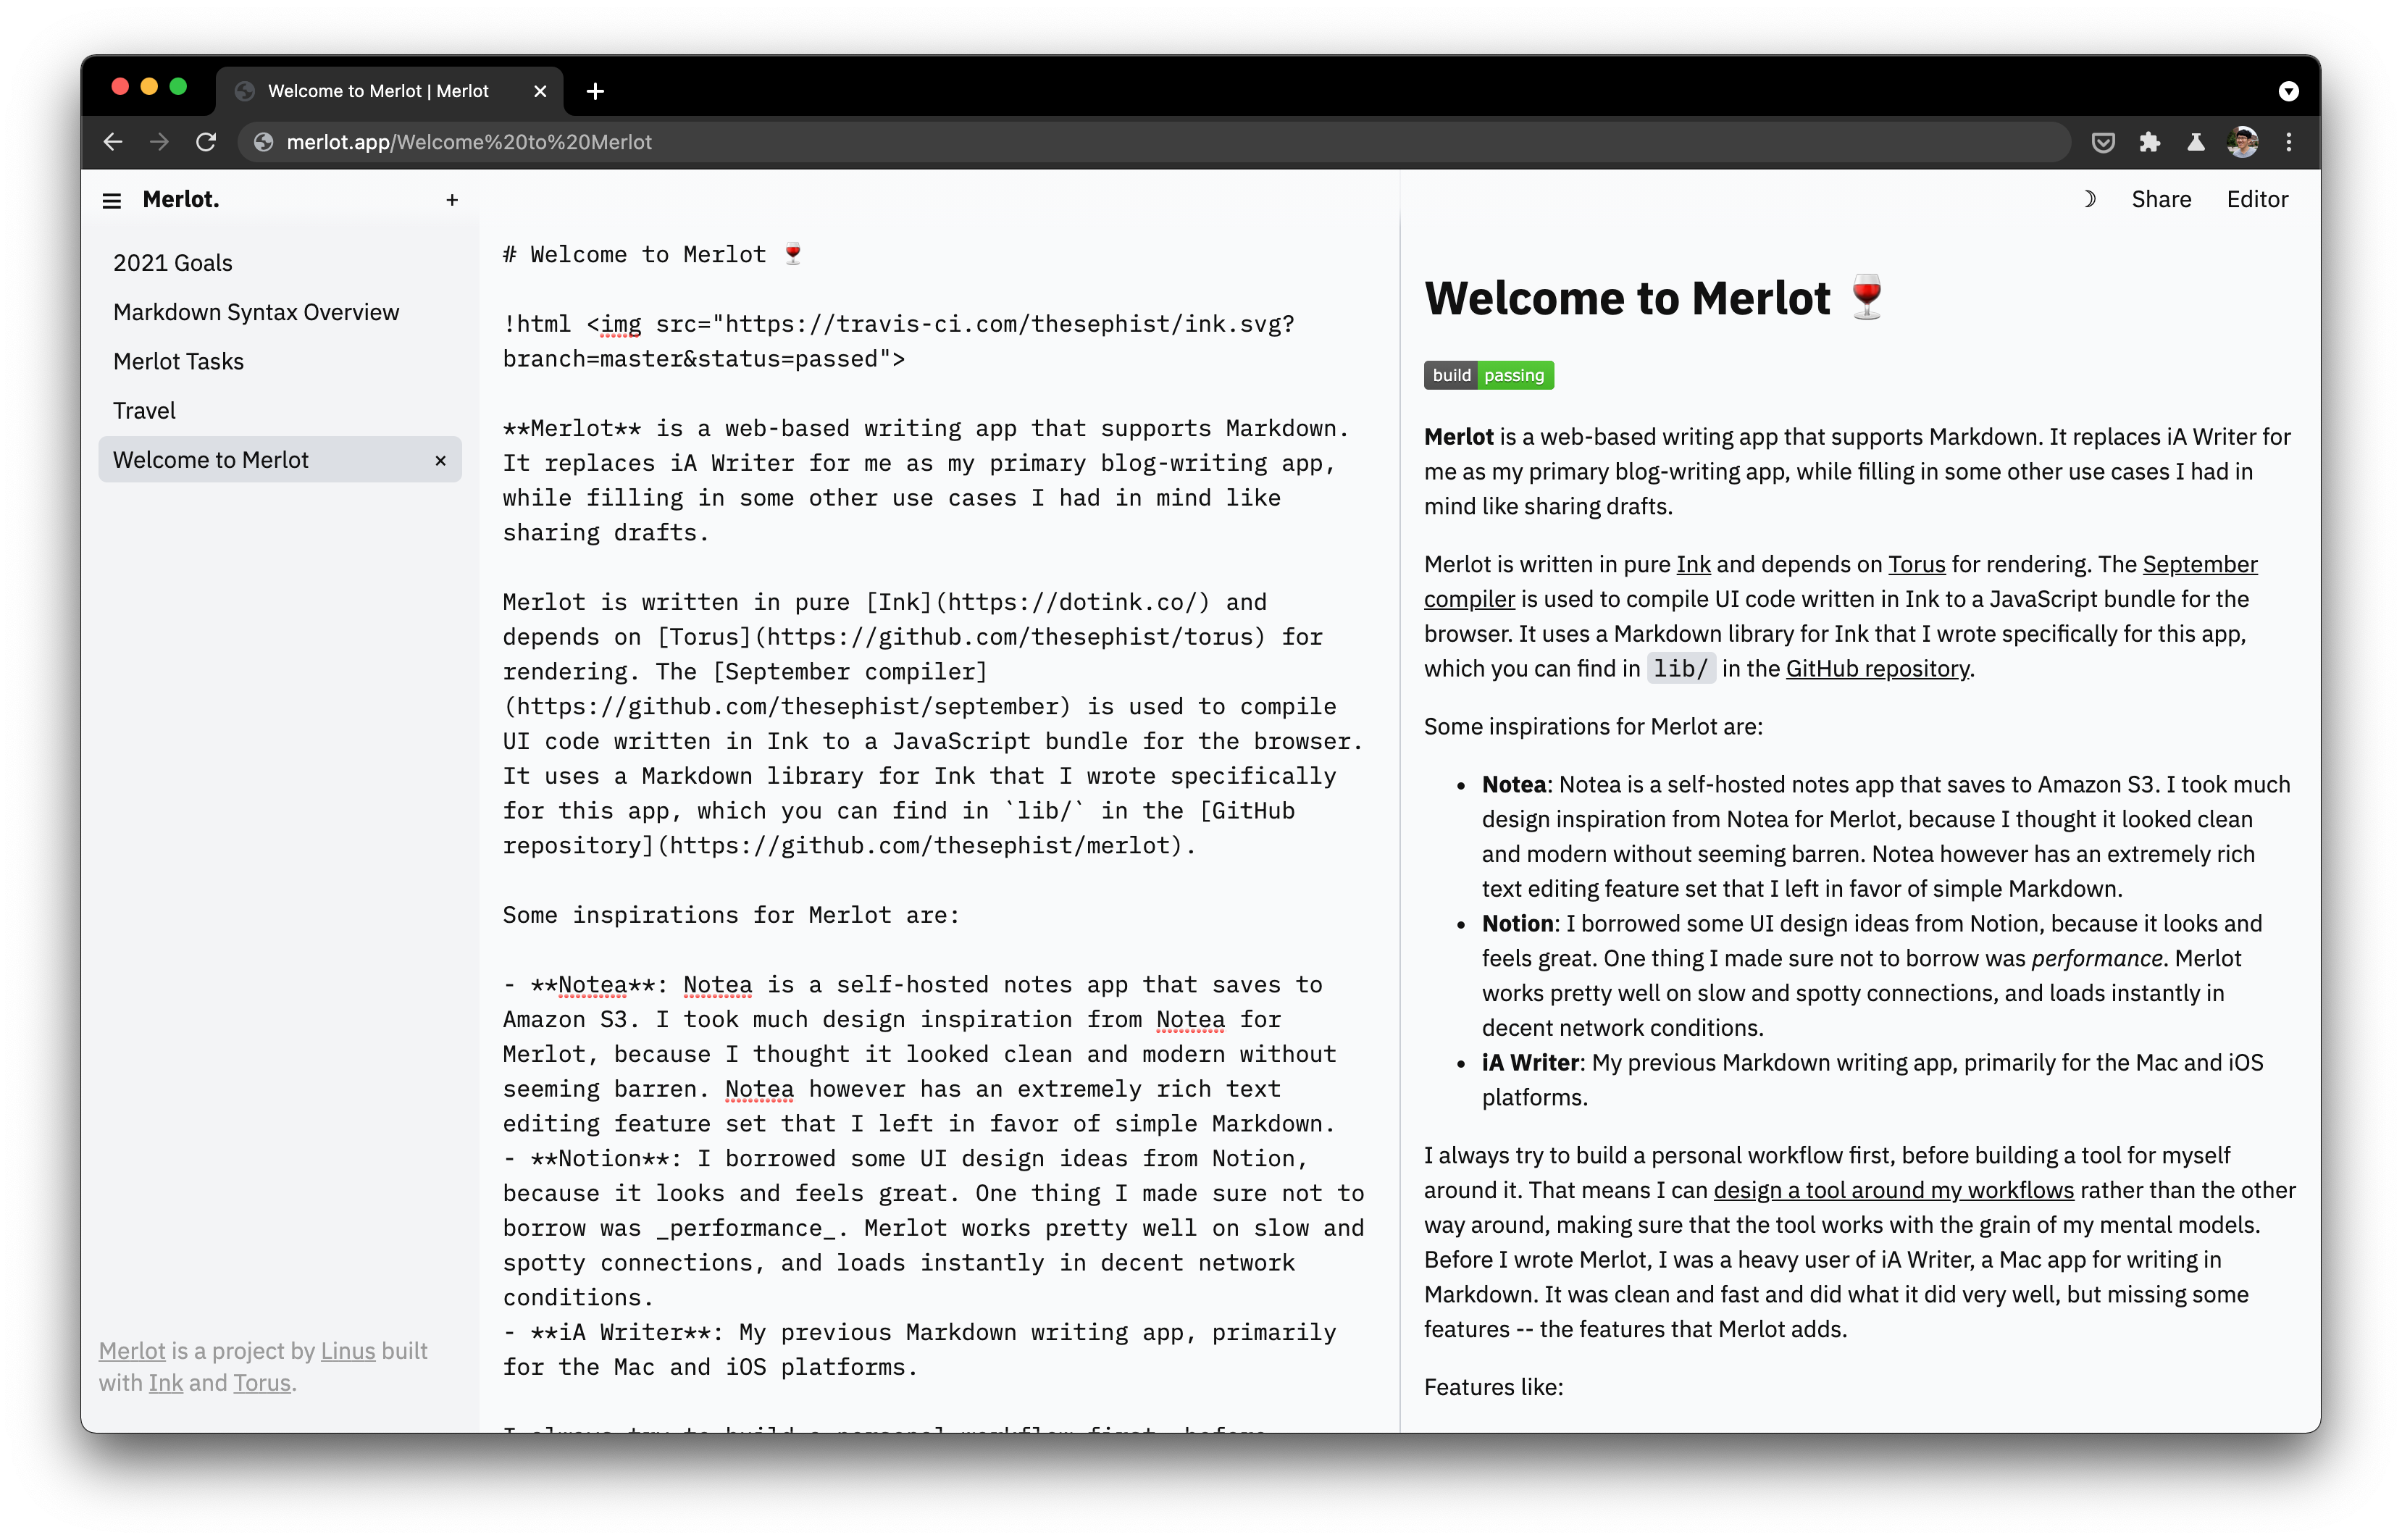 Welcome to Merlot | Merlot
merlot.app/Welcome%20to%20Merlot
Merlot.
+
2021 Goals
Markdown Syntax Overview
Merlot Tasks
Travel
Welcome to Merlot
×
Merlot is a project by Linus built
with Ink and Torus.
# Welcome to Merlot 🍷
!html <img src="https://travis-ci.com/thesephist/ink.svg?
branch=master&status=passed">
**Merlot** is a web-based writing app that supports Markdown.
It replaces iA Writer for me as my primary blog-writing app,
while filling in some other use cases I had in mind like
sharing drafts.
Merlot is written in pure [Ink](https://dotink.co/) and
depends on [Torus](https://github.com/thesephist/torus) for
rendering. The [September compiler]
(https://github.com/thesephist/september) is used to compile
UI code written in Ink to a JavaScript bundle for the browser.
It uses a Markdown library for Ink that I wrote specifically
for this app, which you can find in `lib/` in the [GitHub
repository](https://github.com/thesephist/merlot).
Some inspirations for Merlot are:
- **Notea**: Notea is a self-hosted notes app that saves to
Amazon S3. I took much design inspiration from Notea for
Merlot, because I thought it looked clean and modern without
seeming barren. Notea however has an extremely rich text
editing feature set that I left in favor of simple Markdown.
- **Notion**: I borrowed some UI design ideas from Notion,
because it looks and feels great. One thing I made sure not to
borrow was _performance_. Merlot works pretty well on slow and
spotty connections, and loads instantly in decent network
conditions.
- **iA Writer**: My previous Markdown writing app, primarily
for the Mac and iOS platforms.
I always try to build a personal workflow first, before
Share
Editor
Welcome to Merlot 🍷
build passing
Merlot is a web-based writing app that supports Markdown. It replaces iA Writer for
me as my primary blog-writing app, while filling in some other use cases I had in
mind like sharing drafts.
Merlot is written in pure Ink and depends on Torus for rendering. The September
compiler is used to compile UI code written in Ink to a JavaScript bundle for the
browser. It uses a Markdown library for Ink that I wrote specifically for this app,
which you can find in lib/ in the GitHub repository.
Some inspirations for Merlot are:
• Notea: Notea is a self-hosted notes app that saves to Amazon S3. I took much
design inspiration from Notea for Merlot, because I thought it looked clean
and modern without seeming barren. Notea however has an extremely rich
text editing feature set that I left in favor of simple Markdown.
• Notion: I borrowed some UI design ideas from Notion, because it looks and
feels great. One thing I made sure not to borrow was performance. Merlot
works pretty well on slow and spotty connections, and loads instantly in
decent network conditions.
• iA Writer: My previous Markdown writing app, primarily for the Mac and iOS
platforms.
I always try to build a personal workflow first, before building a tool for myself
around it. That means I can design a tool around my workflows rather than the other
way around, making sure that the tool works with the grain of my mental models.
Before I wrote Merlot, I was a heavy user of iA Writer, a Mac app for writing in
Markdown. It was clean and fast and did what it did very well, but missing some
features -- the features that Merlot adds.
Features like: